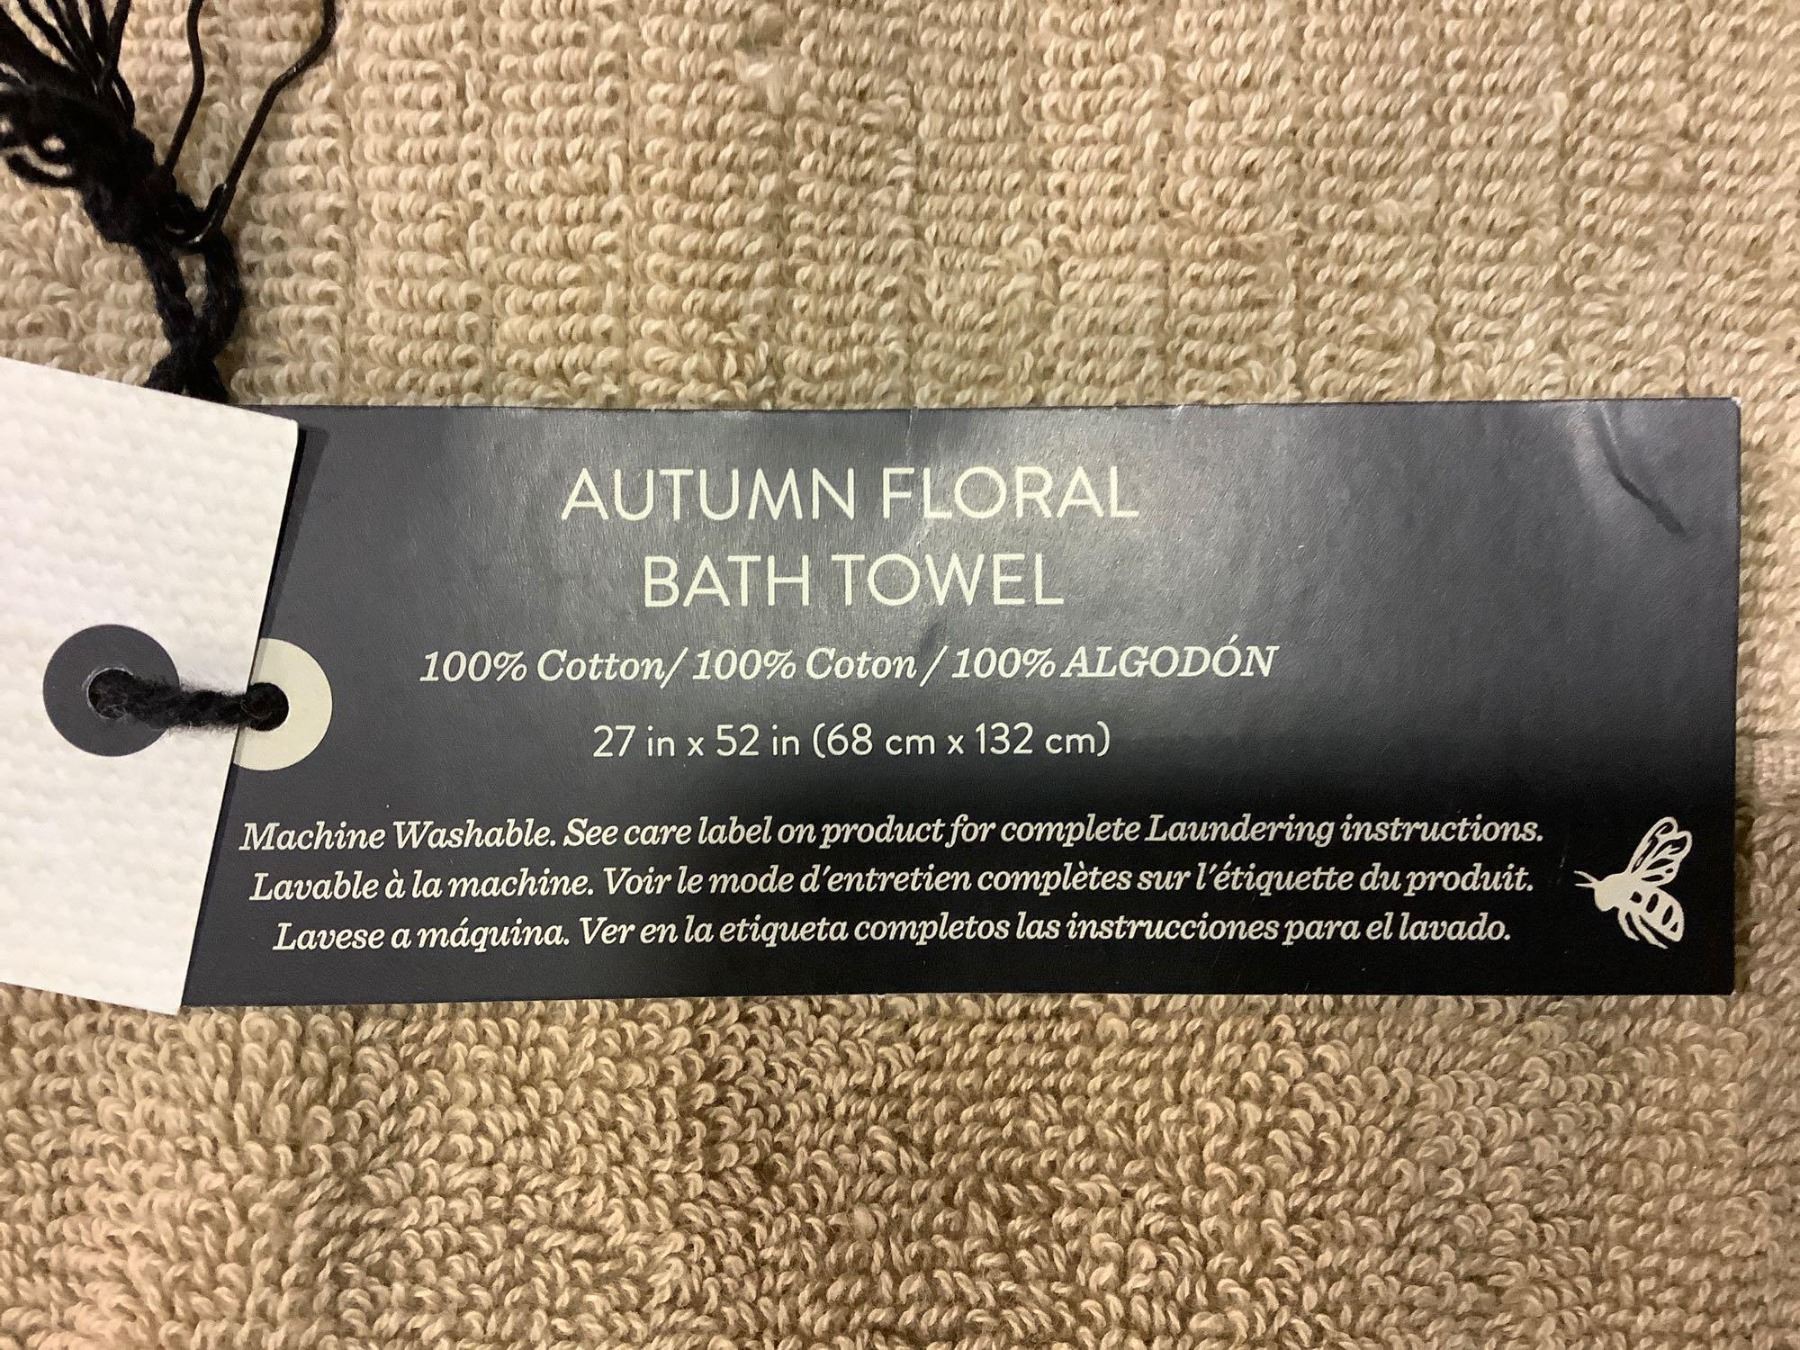 AUTUMN FLORAL
BATH TOWEL
100% Cotton/ 100% Coton / 100% ALGODÓN
27 in x 52 in (68 cm x 132 cm)
Machine Washable. See care label on product for complete Laundering instructions.
Lavable à la machine. Voir le mode d'entretien complètes sur l'étiquette du produit.
Lavese a máquina. Ver en la etiqueta completos las instrucciones para el lavado.